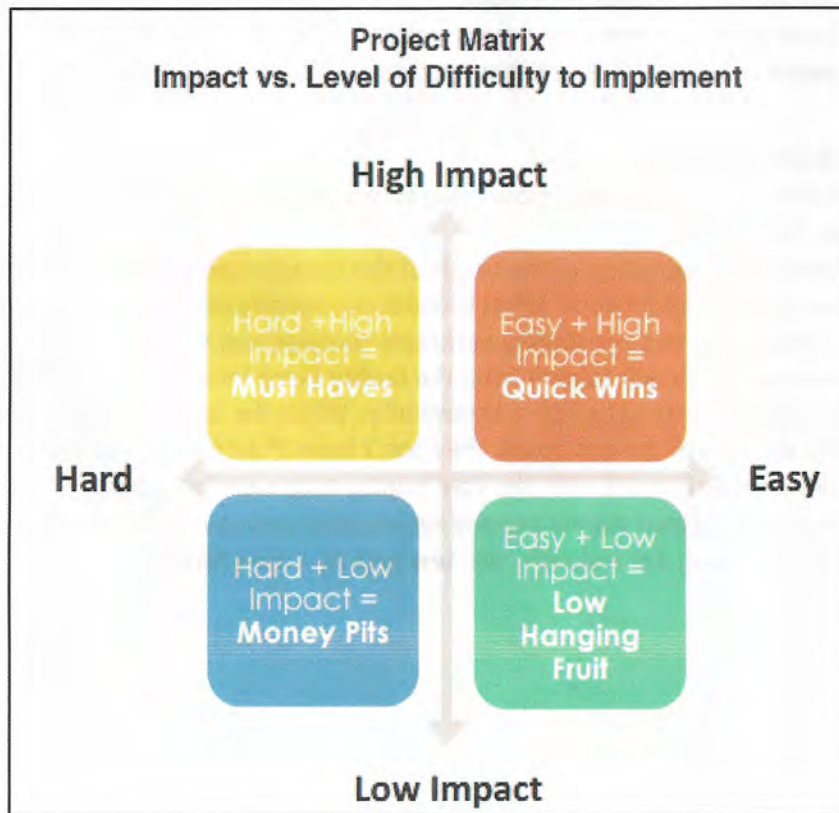 Project Matrix
Impact vs. Level of Difficulty to Implement
High Impact
Hard +High
Impact =
Must Haves
Easy + High
Impact =
Quick Wins
Hard
Easy
Hard + Low
Impact =
Money Pits
Easy + Low
Impact =
Low
Hanging
Fruit
Low Impact